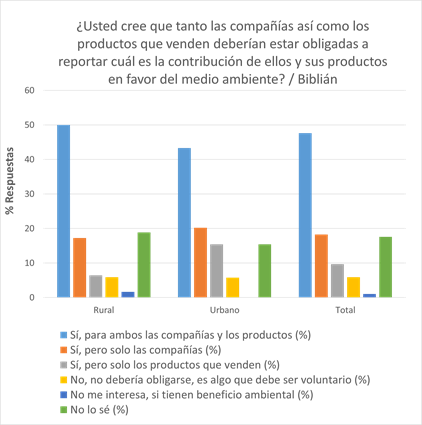 ¿Usted cree que tanto las compañías así como los
productos que venden deberían estar obligadas a
reportar cuál es la contribución de ellos y sus productos
en favor del medio ambiente? / Biblián
60
50
40
30
20
10
0
% Respuestas
Rural Urbano Total
Sí, para ambos las compañías y los productos (%)
Sí, pero solo las compañías (%)
Sí, pero solo los productos que venden (%)
No, no debería obligarse, es algo que debe ser voluntario (%)
No me interesa, si tienen beneficio ambiental (%)
No lo sé (%)